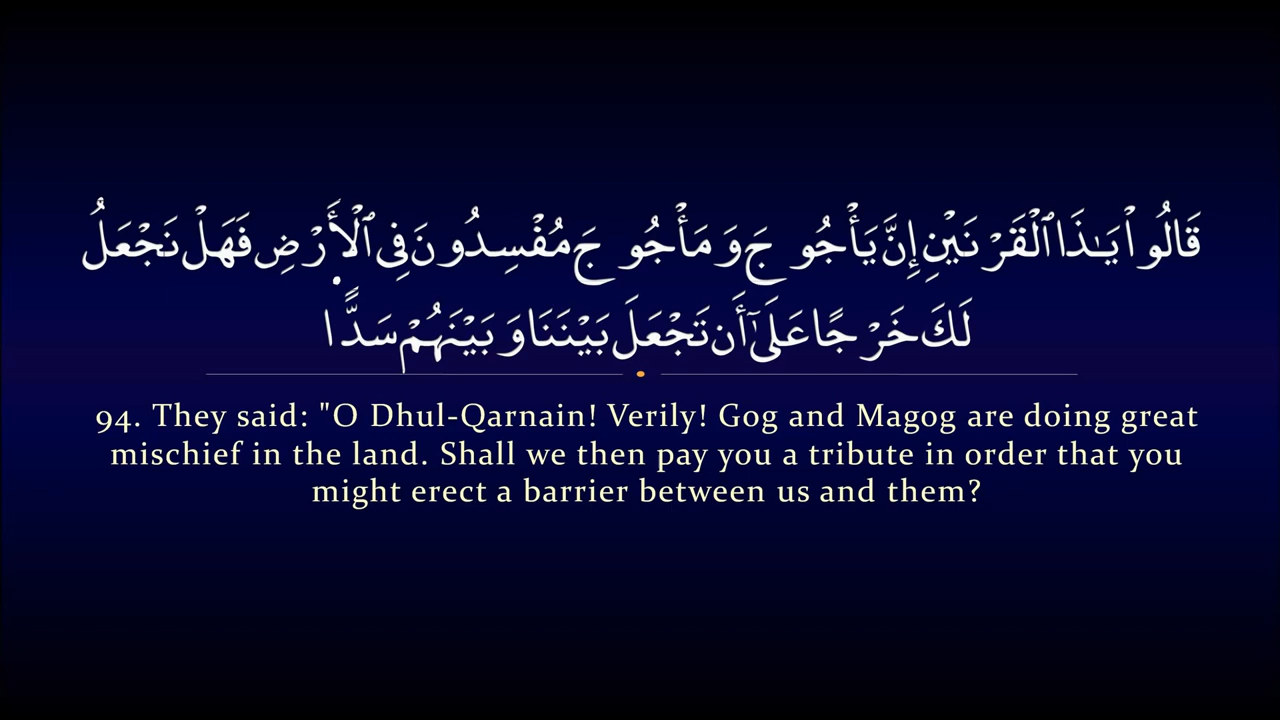 قَالُوا۟ يَـٰذَا ٱلْقَرْنَيْنِ إِنَّ يَأْجُوجَ وَمَأْجُوجَ مُفْسِدُونَ فِى ٱلْأَرْضِ فَهَلْ نَجْعَلُ
لَكَ خَرْجًا عَلَىٰٓ أَن تَجْعَلَ بَيْنَنَا وَبَيْنَهُمْ سَدًّا
94. They said: "O Dhul-Qarnain! Verily! Gog and Magog are doing great
mischief in the land. Shall we then pay you a tribute in order that you
might erect a barrier between us and them?